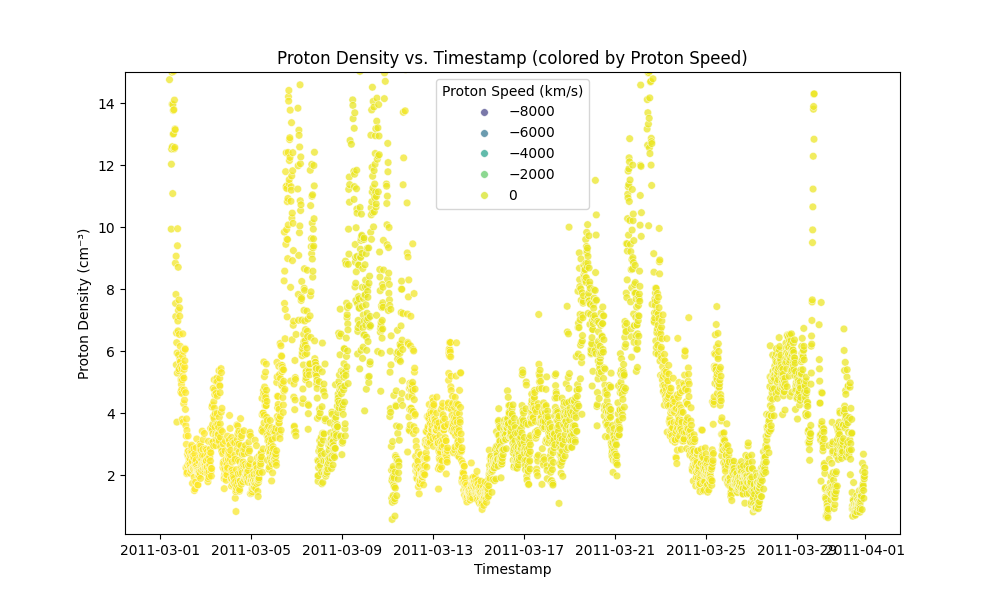 Proton Density vs. Timestamp (colored by Proton Speed)
Proton Density (cm⁻³)
14
12
10
8
6
4
2
Proton Speed (km/s)
−8000
−6000
−4000
−2000
0
2011-03-01 2011-03-05 2011-03-09 2011-03-13 2011-03-17 2011-03-21 2011-03-25 2011-03-29 2011-04-01
Timestamp